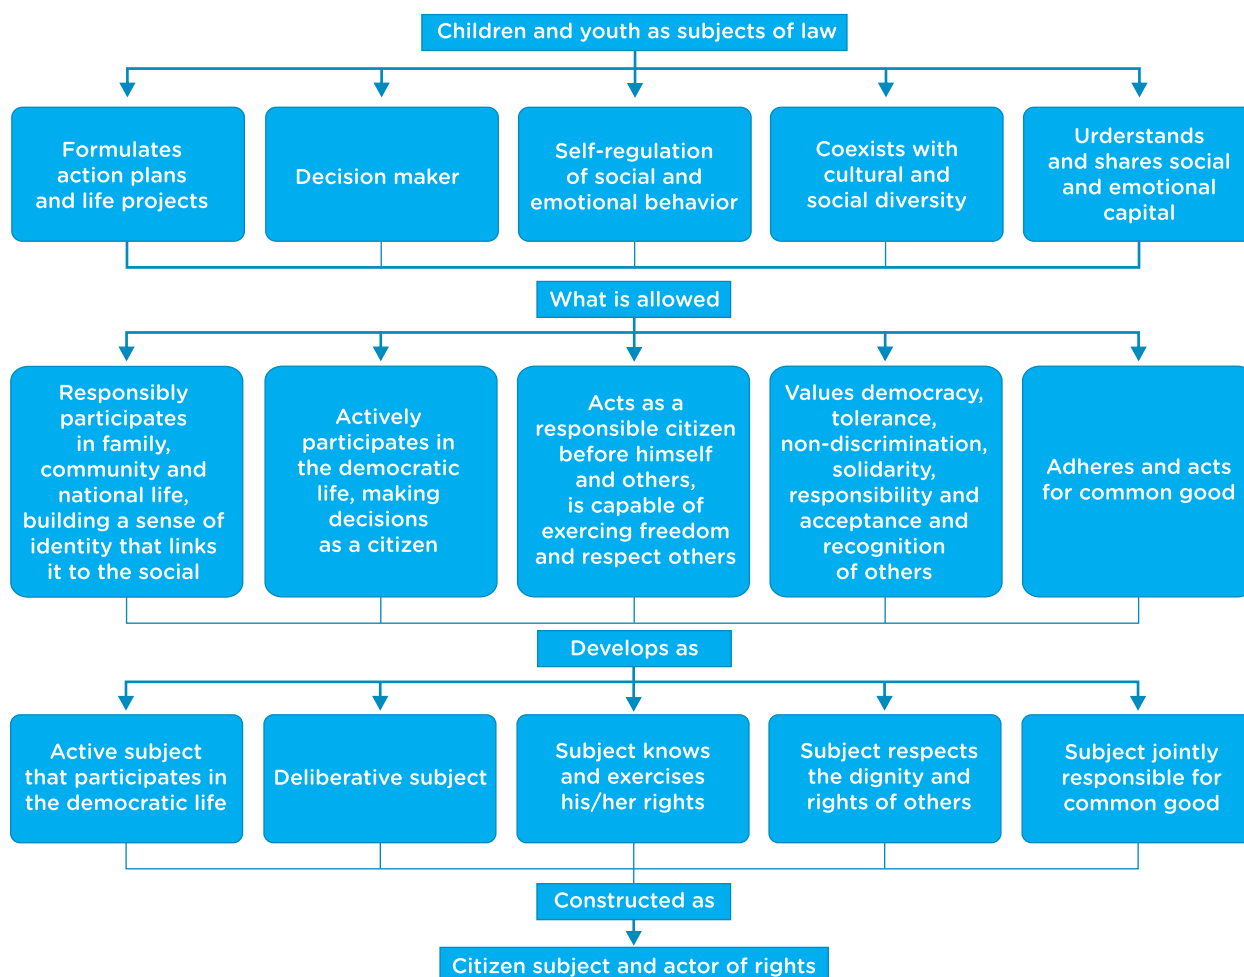 Children and youth as subjects of law
Formulates
action plans
and life projects
Decision maker
Self-regulation
of social and
emotional behavior
Coexists with
cultural and
social diversity
Urderstands
and shares social
and emotional
capital
What is allowed
Responsibly
participates
in family,
community and
national life,
building a sense of
identity that links
it to the social
Actively
participates in
the democratic
life, making
decisions
as a citizen
Acts as a
responsible citizen
before himself
and others,
is capable of
exercing freedom
and respect others
Values democracy,
tolerance,
non-discrimination,
solidarity,
responsibility and
acceptance and
recognition
of others
Adheres and acts
for common good
Develops as
Active subject
that participates in
the democratic life
Deliberative subject
Subject knows
and exercises
his/her rights
Subject respects
the dignity and
rights of others
Subject jointly
responsible for
common good
Constructed as
Citizen subject and actor of rights